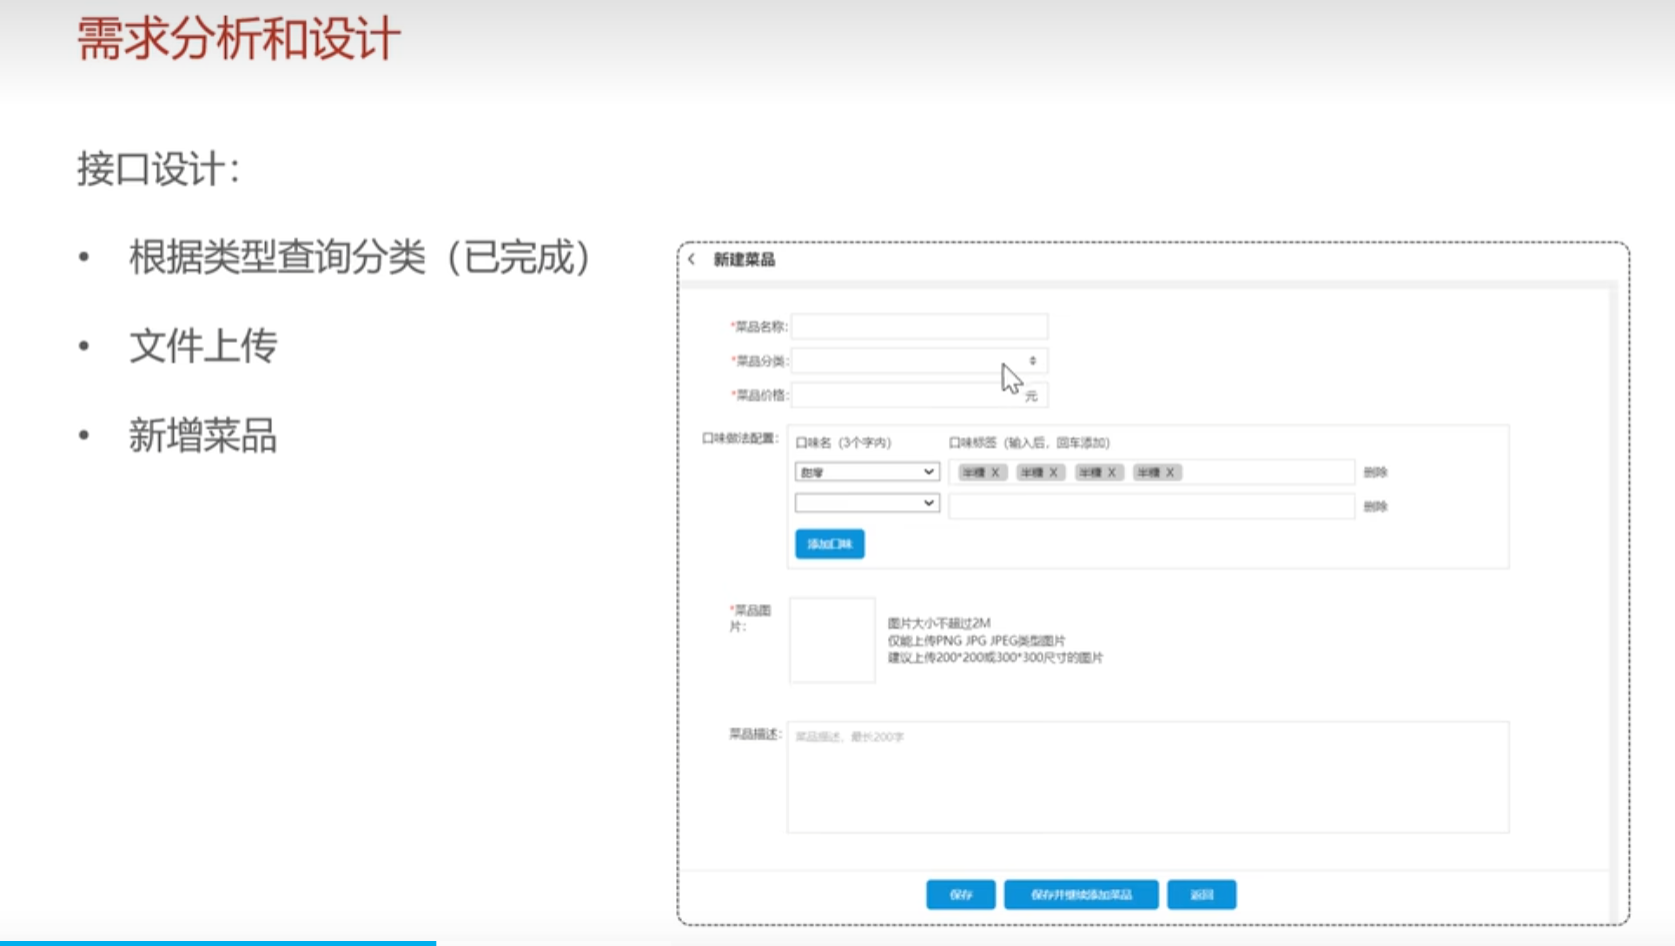 需求分析和设计
接口设计：
• 根据类型查询分类（已完成）
• 文件上传
• 新增菜品
新建菜品
*菜品名称:
*菜品分类:
*菜品价格:
元
口味做法配置:
口味名（3个字内）
口味标签（输入后，回车添加）
甜度
半糖 X 半糖 X 半糖 X 半糖 X
删除
删除
添加口味
*菜品图
片:
图片大小不超过2M
仅能上传PNG JPG JPEG类型图片
建议上传200*200或300*300尺寸的图片
菜品描述:
菜品描述，最长200字
保存
保存并继续添加菜品
返回